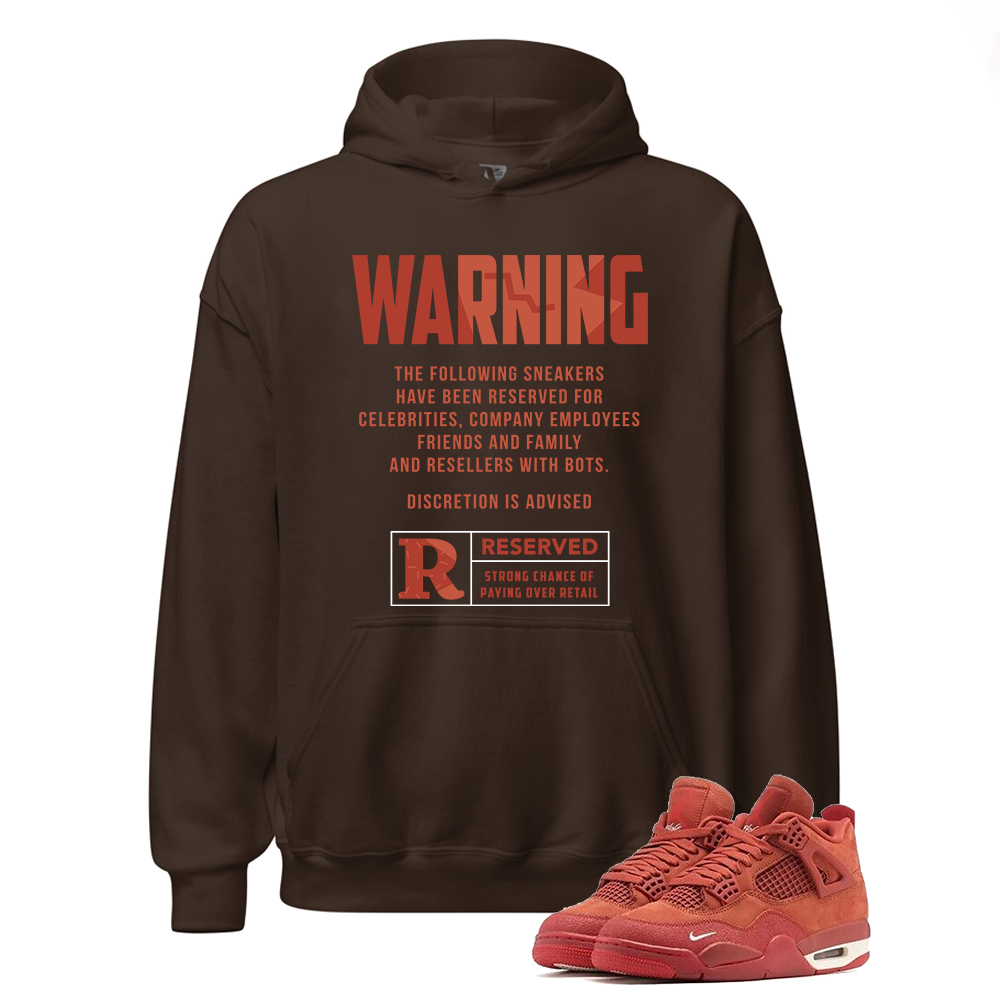 WARNING
THE FOLLOWING SNEAKERS
HAVE BEEN RESERVED FOR
CELEBRITIES, COMPANY EMPLOYEES
FRIENDS AND FAMILY
AND RESELLERS WITH BOTS.
DISCRETION IS ADVISED
R
RESERVED
STRONG CHANCE OF
PAYING OVER RETAIL